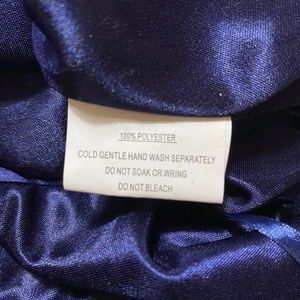 100% POLYESTER
COLD GENTLE HAND WASH SEPARATELY
DO NOT SOAK OR WRING
DO NOT BLEACH